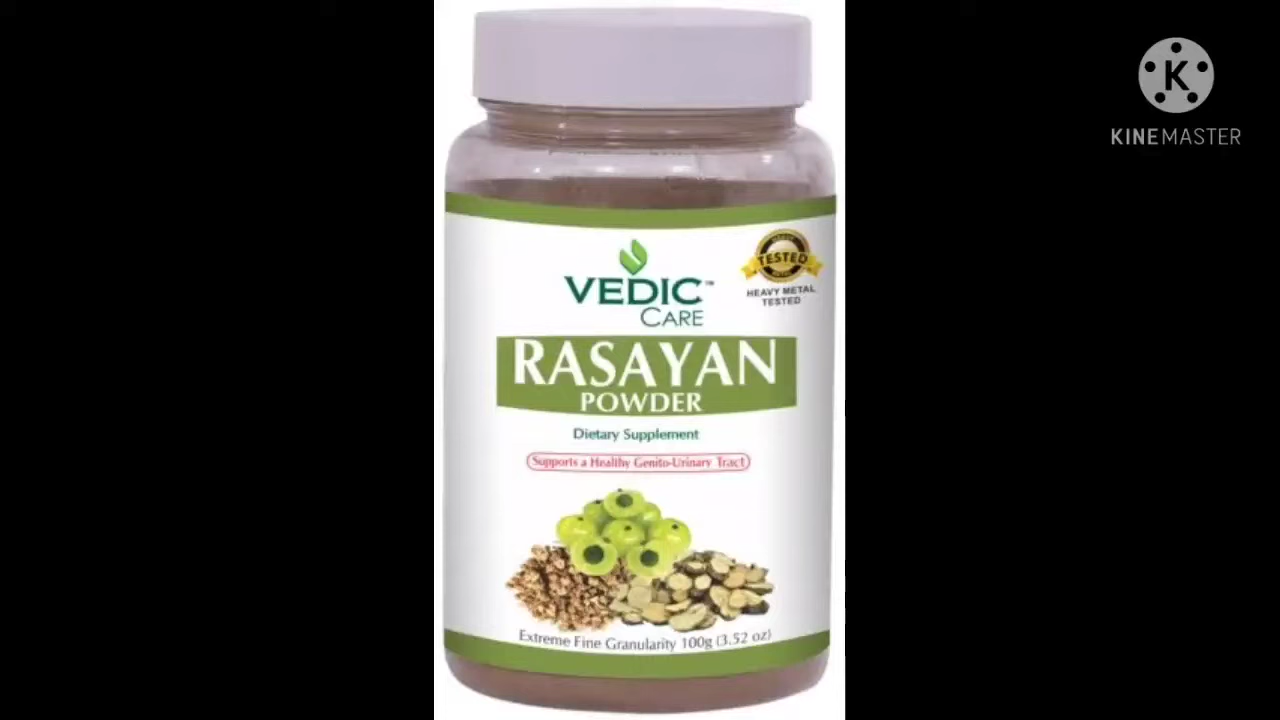 K
KINEMASTER
TESTED
HEAVY METAL
TESTED
VEDIC™
CARE
RASAYAN
POWDER
Dietary Supplement
Supports a Healthy Genito-Urinary Tract
Extreme Fine Granularity 100g (3.52 oz)